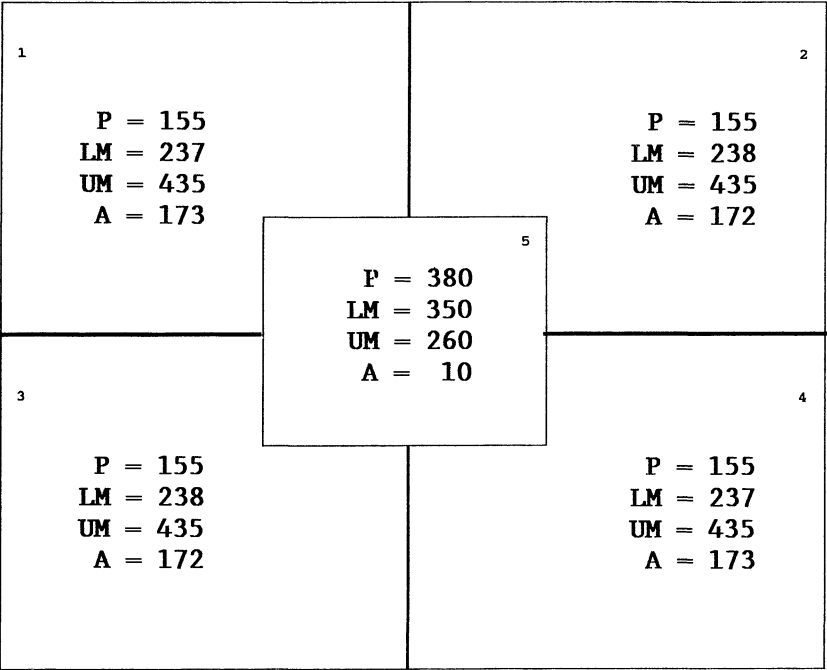 1
P = 155
LM = 237
UM = 435
A = 173
2
P = 155
LM = 238
UM = 435
A = 172
5
P = 380
LM = 350
UM = 260
A = 10
3
P = 155
LM = 238
UM = 435
A = 172
4
P = 155
LM = 237
UM = 435
A = 173